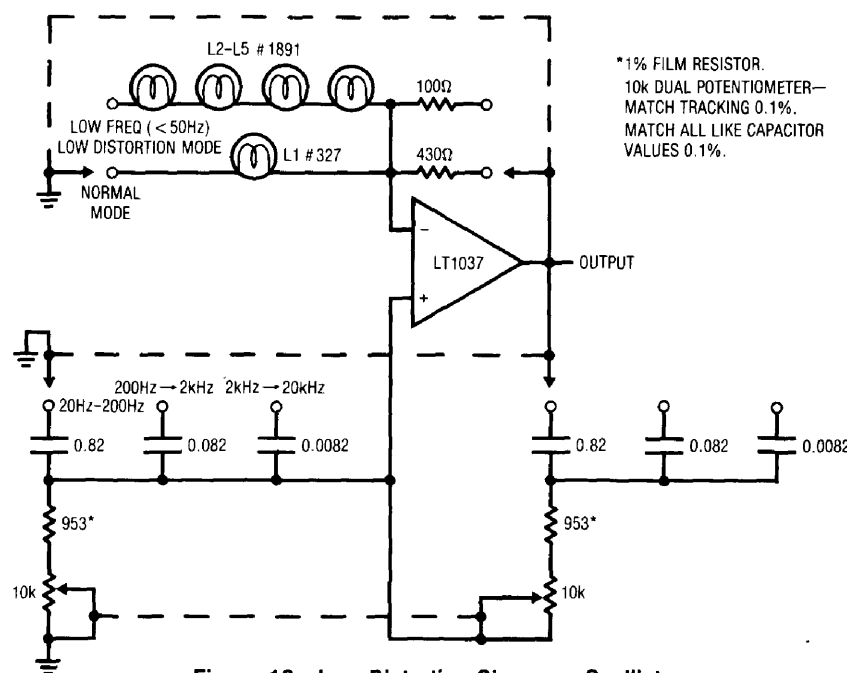 L2–L5 #1891
100Ω
LOW FREQ (<50Hz)
LOW DISTORTION MODE
L1 #327
430Ω
NORMAL
MODE
*1% FILM RESISTOR.
10k DUAL POTENTIOMETER—
MATCH TRACKING 0.1%.
MATCH ALL LIKE CAPACITOR
VALUES 0.1%.
−
LT1037
+
OUTPUT
200Hz→2kHz
2kHz→20kHz
20Hz–200Hz
0.82
0.082
0.0082
0.82
0.082
0.0082
953*
953*
10k
10k